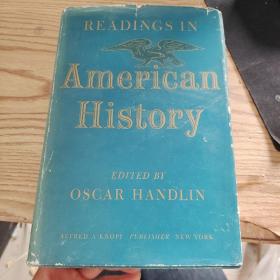 READINGS IN
American
History
EDITED BY
OSCAR HANDLIN
ALFRED A KNOPF PUBLISHER NEW YORK